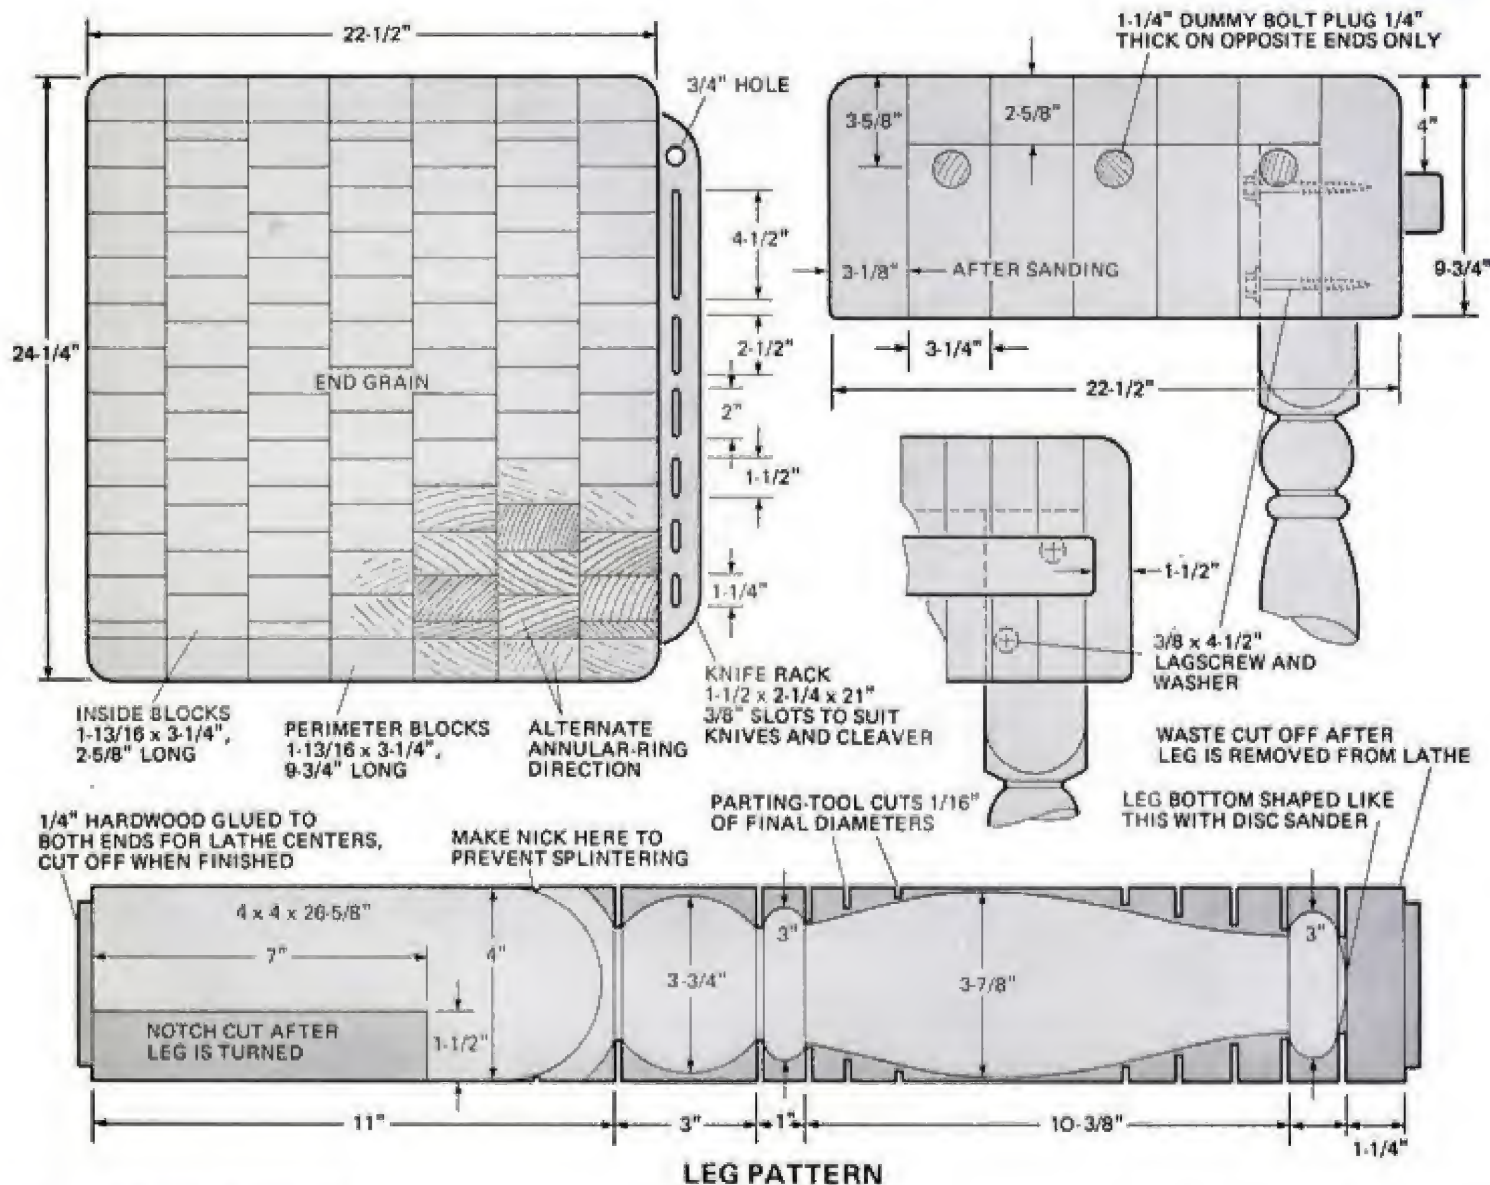 22-1/2"
3/4" HOLE
24-1/4"
4-1/2"
2-1/2"
2"
1-1/2"
1-1/4"
END GRAIN
INSIDE BLOCKS
1-13/16 x 3-1/4",
2-5/8" LONG
PERIMETER BLOCKS
1-13/16 x 3-1/4",
9-3/4" LONG
ALTERNATE
ANNULAR-RING
DIRECTION
KNIFE RACK
1-1/2 x 2-1/4 x 21"
3/8" SLOTS TO SUIT
KNIVES AND CLEAVER
1-1/4" DUMMY BOLT PLUG 1/4"
THICK ON OPPOSITE ENDS ONLY
3-5/8"
2-5/8"
4"
9-3/4"
3-1/8"
AFTER SANDING
3-1/4"
22-1/2"
1-1/2"
3/8 x 4-1/2"
LAGSCREW AND
WASHER
WASTE CUT OFF AFTER
LEG IS REMOVED FROM LATHE
1/4" HARDWOOD GLUED TO
BOTH ENDS FOR LATHE CENTERS,
CUT OFF WHEN FINISHED
MAKE NICK HERE TO
PREVENT SPLINTERING
PARTING-TOOL CUTS 1/16"
OF FINAL DIAMETERS
LEG BOTTOM SHAPED LIKE
THIS WITH DISC SANDER
4 x 4 x 26-5/8"
7"
4"
3-3/4"
3"
3-7/8"
3"
NOTCH CUT AFTER
LEG IS TURNED
1-1/2"
11"
3"
1"
10-3/8"
1-1/4"
LEG PATTERN